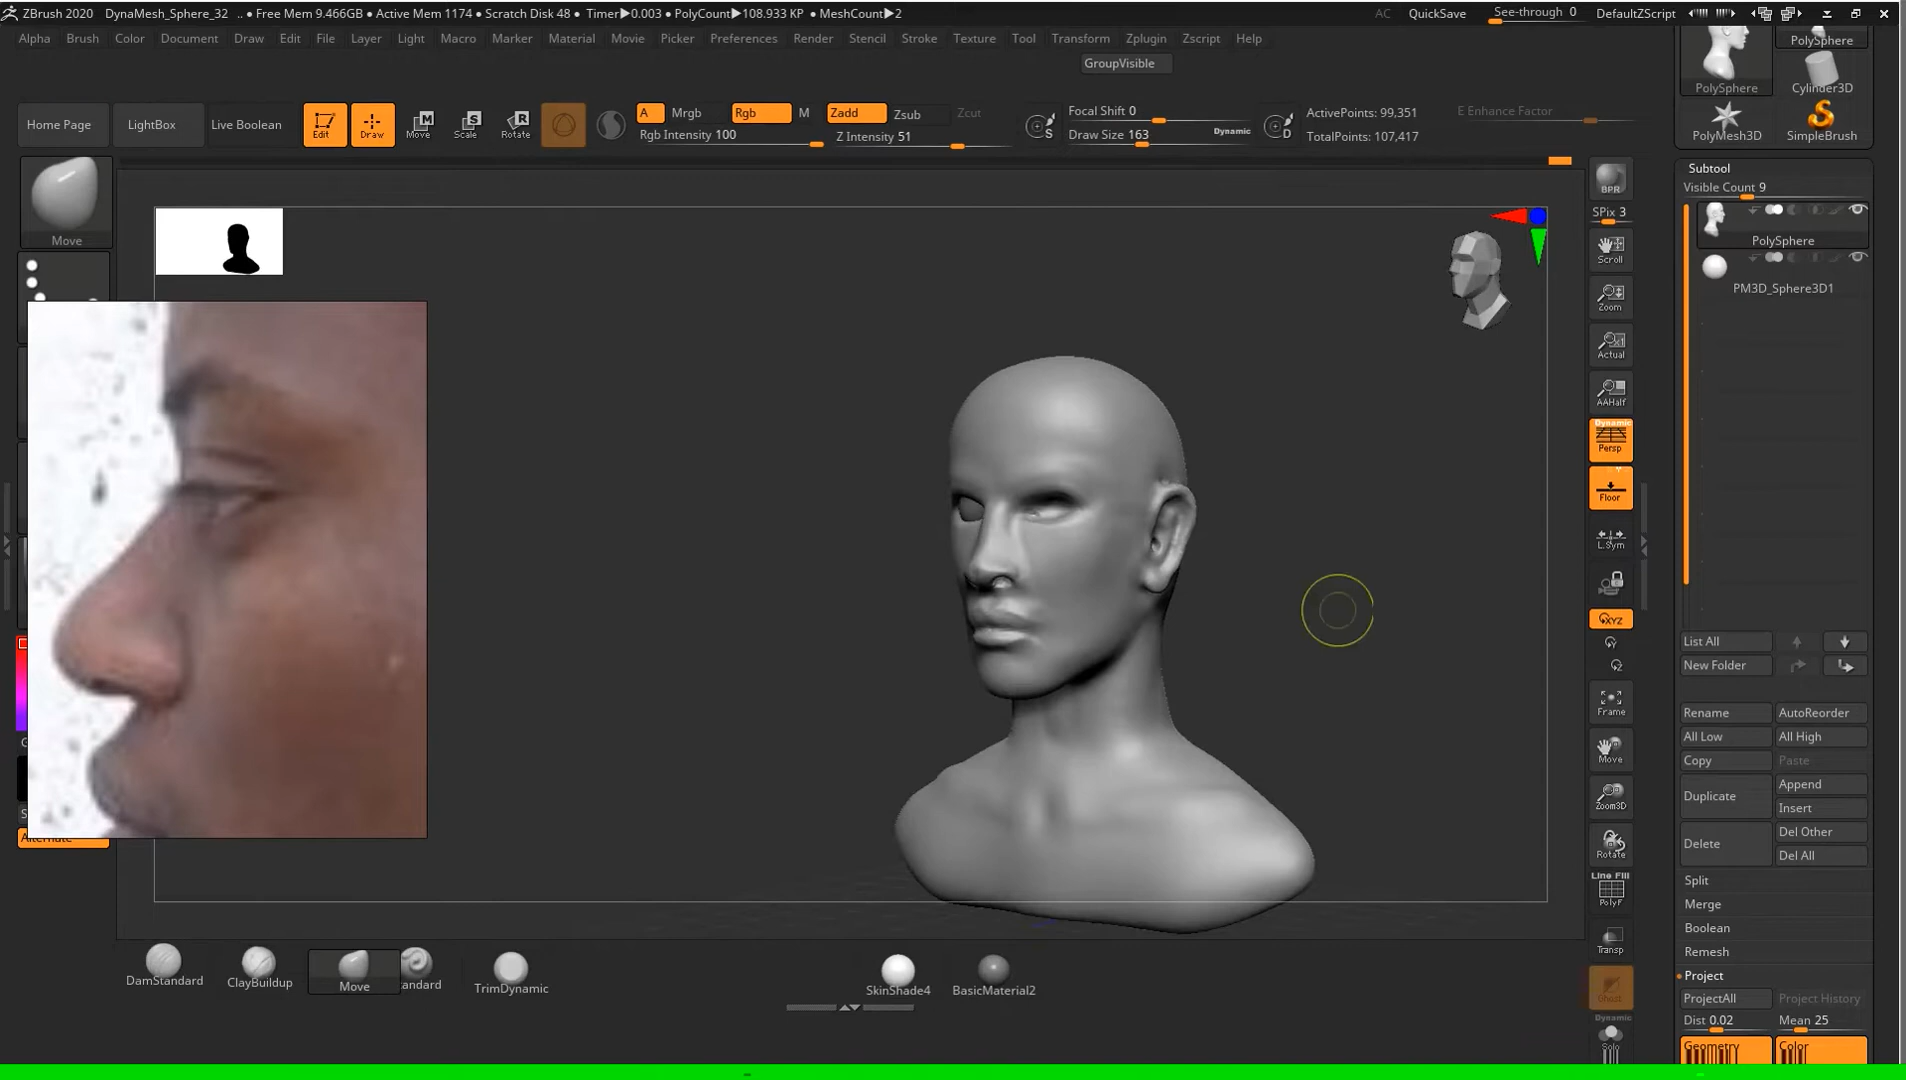 ZBrush 2020 DynaMesh_Sphere_32 .. • Free Mem 9.466GB • Active Mem 1174 • Scratch Disk 48 • Timer▶0.003 • PolyCount▶108.933 KP • MeshCount▶2 AC QuickSave See-through 0 DefaultZScript
Alpha Brush Color Document Draw Edit File Layer Light Macro Marker Material Movie Picker Preferences Render Stencil Stroke Texture Tool Transform Zplugin Zscript Help
GroupVisible
Home Page LightBox Live Boolean Edit Draw Move Scale Rotate
A Mrgb Rgb M Zadd Zsub Zcut
Rgb Intensity 100 Z Intensity 51
Focal Shift 0
Draw Size 163 Dynamic
ActivePoints: 99,351
TotalPoints: 107,417
E Enhance Factor
PolySphere
PolySphere
Cylinder3D
PolyMesh3D
SimpleBrush
Move
Alternate
BPR
SPix 3
Scroll
Zoom
Actual
AAHalf
Dynamic
Persp
Floor
L.Sym
XYZ
Frame
Move
Zoom3D
Rotate
Line Fill
PolyF
Transp
Ghost
Dynamic
Solo
Subtool
Visible Count 9
PolySphere
PM3D_Sphere3D1
List All
New Folder
Rename AutoReorder
All Low All High
Copy Paste
Duplicate Append
Insert
Delete Del Other
Del All
Split
Merge
Boolean
Remesh
Project
ProjectAll Project History
Dist 0.02 Mean 25
Geometry Color
DamStandard ClayBuildup Move andard TrimDynamic SkinShade4 BasicMaterial2